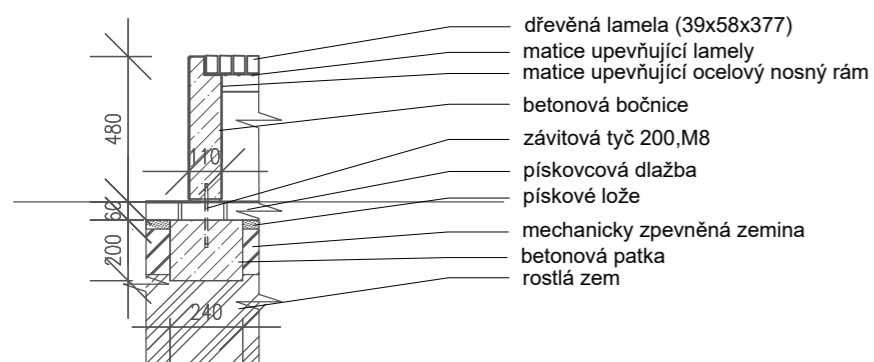 dřevěná lamela (39x58x377)
matice upevňující lamely
matice upevňující ocelový nosný rám
betonová bočnice
závitová tyč 200,M8
pískovcová dlažba
pískové lože
mechanicky zpevněná zemina
betonová patka
rostlá zem
480
110
60
200
240